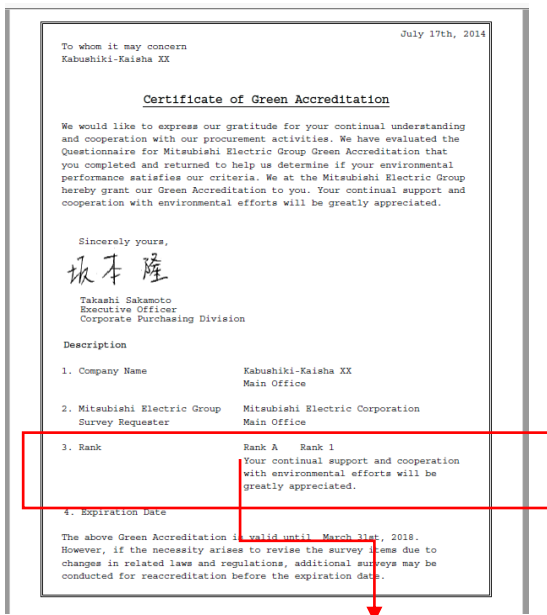 July 17th, 2014
To whom it may concern
Kabushiki-Kaisha XX
Certificate of Green Accreditation
We would like to express our gratitude for your continual understanding
and cooperation with our procurement activities. We have evaluated the
Questionnaire for Mitsubishi Electric Group Green Accreditation that
you completed and returned to help us determine if your environmental
performance satisfies our criteria. We at the Mitsubishi Electric Group
hereby grant our Green Accreditation to you. Your continual support and
cooperation with environmental efforts will be greatly appreciated.
Sincerely yours,
坂本 隆
Takashi Sakamoto
Executive Officer
Corporate Purchasing Division
Description
1. Company Name Kabushiki-Kaisha XX
Main Office
2. Mitsubishi Electric Group Mitsubishi Electric Corporation
Survey Requester Main Office
3. Rank Rank A Rank 1
Your continual support and cooperation
with environmental efforts will be
greatly appreciated.
4. Expiration Date
The above Green Accreditation is valid until March 31st, 2018.
However, if the necessity arises to revise the survey items due to
changes in related laws and regulations, additional surveys may be
conducted for reaccreditation before the expiration date.